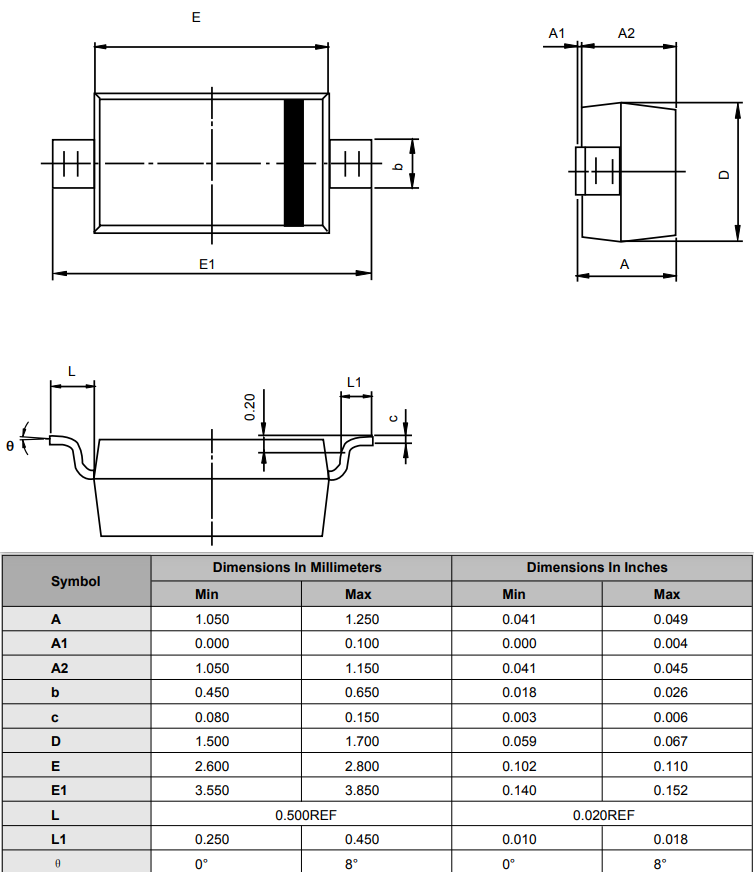 E
A1 A2
b
D
E1
A
L
L1
0.20
c
θ
Symbol Dimensions In Millimeters Dimensions In Inches
Min Max Min Max
A 1.050 1.250 0.041 0.049
A1 0.000 0.100 0.000 0.004
A2 1.050 1.150 0.041 0.045
b 0.450 0.650 0.018 0.026
c 0.080 0.150 0.003 0.006
D 1.500 1.700 0.059 0.067
E 2.600 2.800 0.102 0.110
E1 3.550 3.850 0.140 0.152
L 0.500REF 0.020REF
L1 0.250 0.450 0.010 0.018
θ 0° 8° 0° 8°